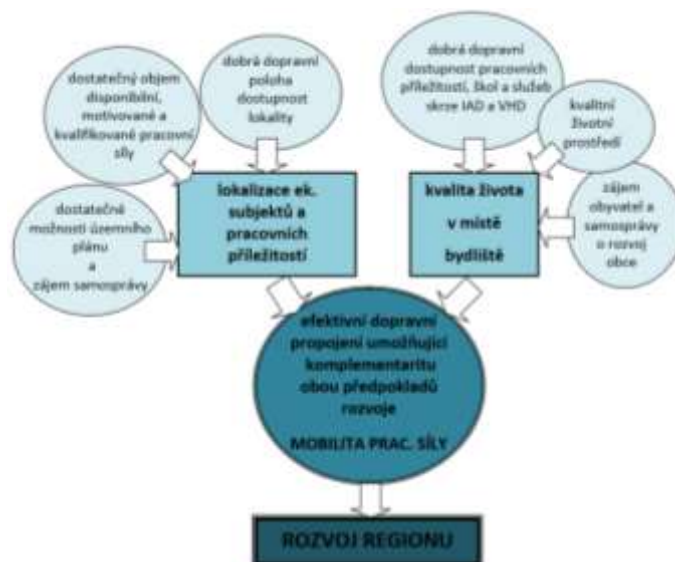 dostatečný objem
disponibilní,
motivované a
kvalifikované pracovní
síly
dobrá dopravní
poloha
dostupnost
lokality
dobrá dopravní
dostupnost pracovních
příležitostí, škol a služeb
skrze IAD a VHD
kvalitní
životní
prostředí
dostatečné
možnosti územního
plánu
a
zájem samosprávy
lokalizace ek.
subjektů a
pracovních
příležitostí
kvalita života
v místě
bydliště
zájem
obyvatel a
samosprávy
o rozvoj
obce
efektivní dopravní
propojení umožňující
komplementaritu
obou předpokladů
rozvoje
MOBILITA PRAC. SÍLY
ROZVOJ REGIONU